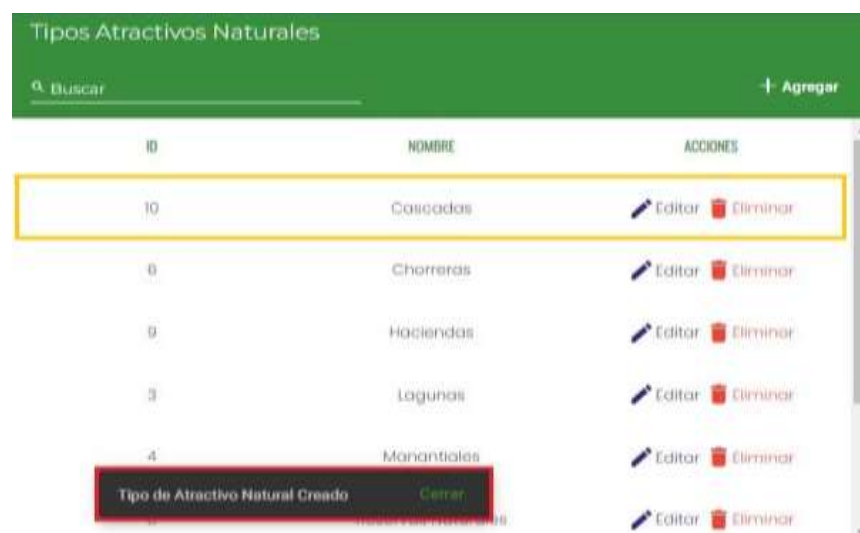 Tipos Atractivos Naturales
Buscar
+ Agregar
ID NOMBRE ACCIONES
10 Cascadas Editar Eliminar
Chorreras Editar Eliminar
9 Haciendas Editar Eliminar
3 Lagunas Editar Eliminar
4 Manantiales Editar Eliminar
Tipo de Atractivo Natural Creado Cerrar
Editar Eliminar